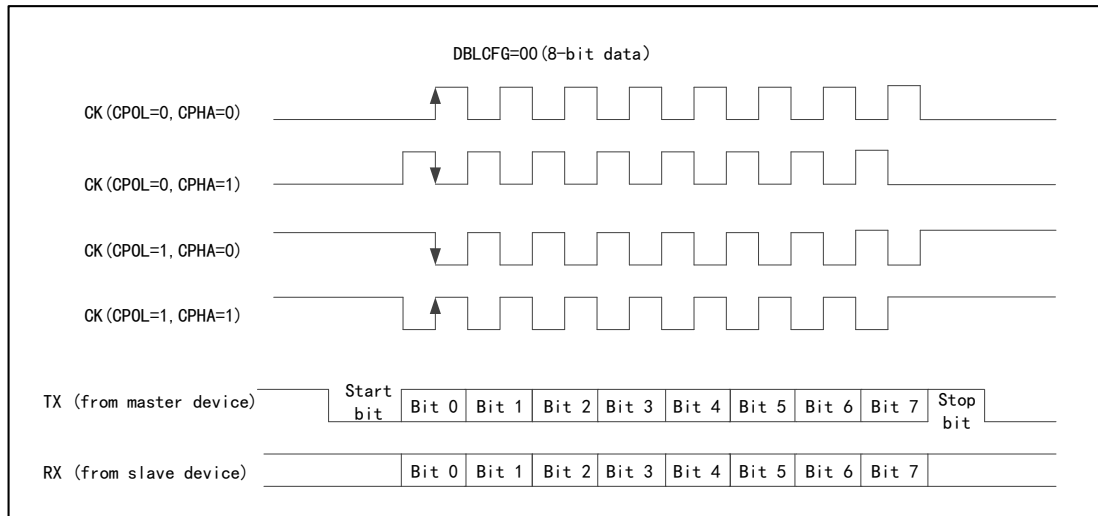 DBLCFG=00(8-bit data)
CK(CPOL=0,CPHA=0)
CK(CPOL=0,CPHA=1)
CK(CPOL=1,CPHA=0)
CK(CPOL=1,CPHA=1)
TX (from master device) Start bit Bit 0 Bit 1 Bit 2 Bit 3 Bit 4 Bit 5 Bit 6 Bit 7 Stop bit
RX (from slave device) Bit 0 Bit 1 Bit 2 Bit 3 Bit 4 Bit 5 Bit 6 Bit 7